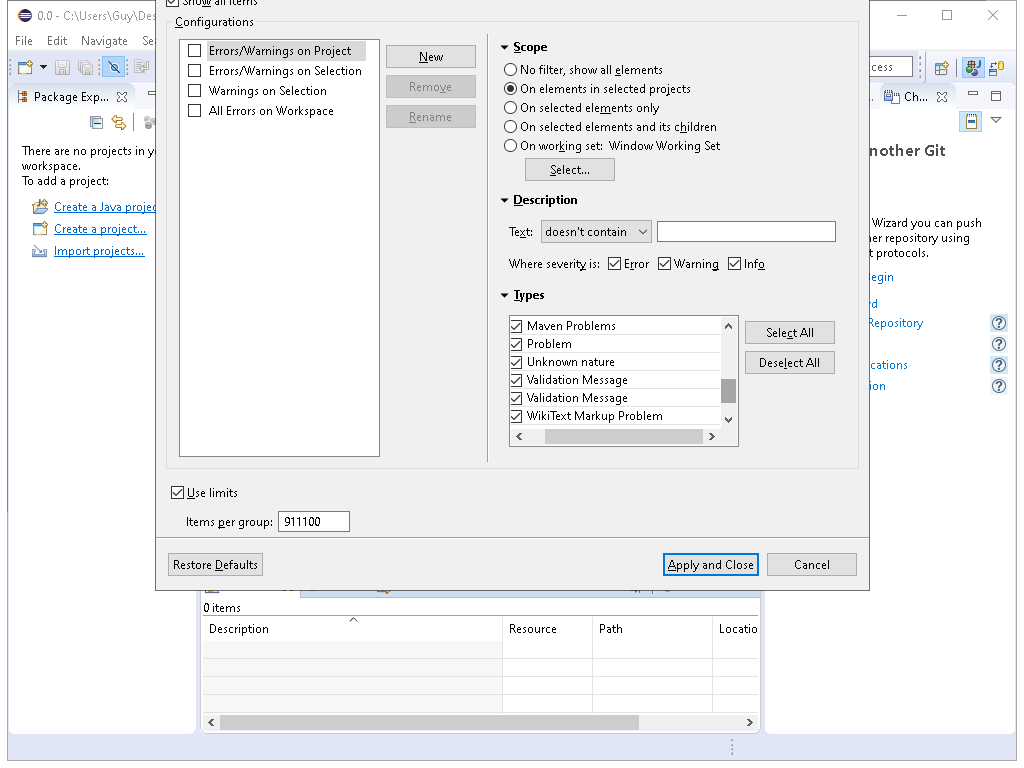 Show all items
0.0 - C:\Users\Guy\Des
File Edit Navigate Se
Configurations
Errors/Warnings on Project
Errors/Warnings on Selection
Warnings on Selection
All Errors on Workspace
New
Remove
Rename
Scope
No filter, show all elements
On elements in selected projects
On selected elements only
On selected elements and its children
On working set: Window Working Set
Select...
Description
Text: doesn't contain
Where severity is: Error Warning Info
Types
Maven Problems
Problem
Unknown nature
Validation Message
Validation Message
WikiText Markup Problem
Select All
Deselect All
Use limits
Items per group: 911100
Restore Defaults
Apply and Close
Cancel
Package Exp...
There are no projects in y
workspace.
To add a project:
Create a Java projec
Create a project...
Import projects...
cess
Ch...
nother Git
Wizard you can push
er repository using
t protocols.
egin
rd
Repository
cations
ion
0 items
Description Resource Path Locatio